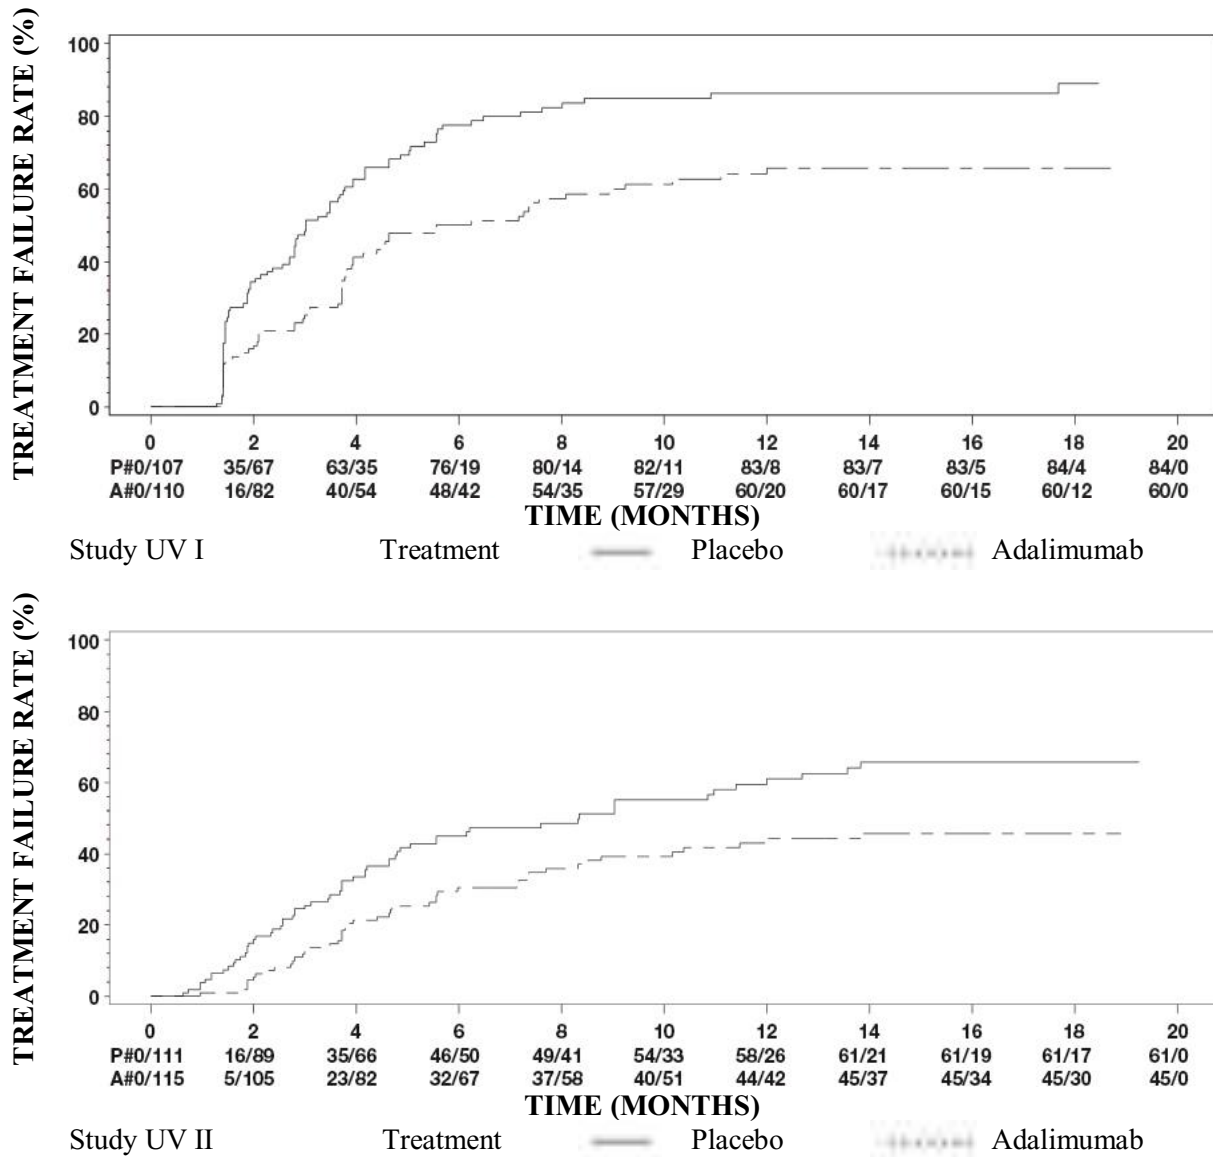 TREATMENT FAILURE RATE (%)
100
80
60
40
20
0
0 2 4 6 8 10 12 14 16 18 20
P#0/107 35/67 63/35 76/19 80/14 82/11 83/8 83/7 83/5 84/4 84/0
A#0/110 16/82 40/54 48/42 54/35 57/29 60/20 60/17 60/15 60/12 60/0
TIME (MONTHS)
Study UV I Treatment Placebo Adalimumab
TREATMENT FAILURE RATE (%)
100
80
60
40
20
0
0 2 4 6 8 10 12 14 16 18 20
P#0/111 16/89 35/66 46/50 49/41 54/33 58/26 61/21 61/19 61/17 61/0
A#0/115 5/105 23/82 32/67 37/58 40/51 44/42 45/37 45/34 45/30 45/0
TIME (MONTHS)
Study UV II Treatment Placebo Adalimumab